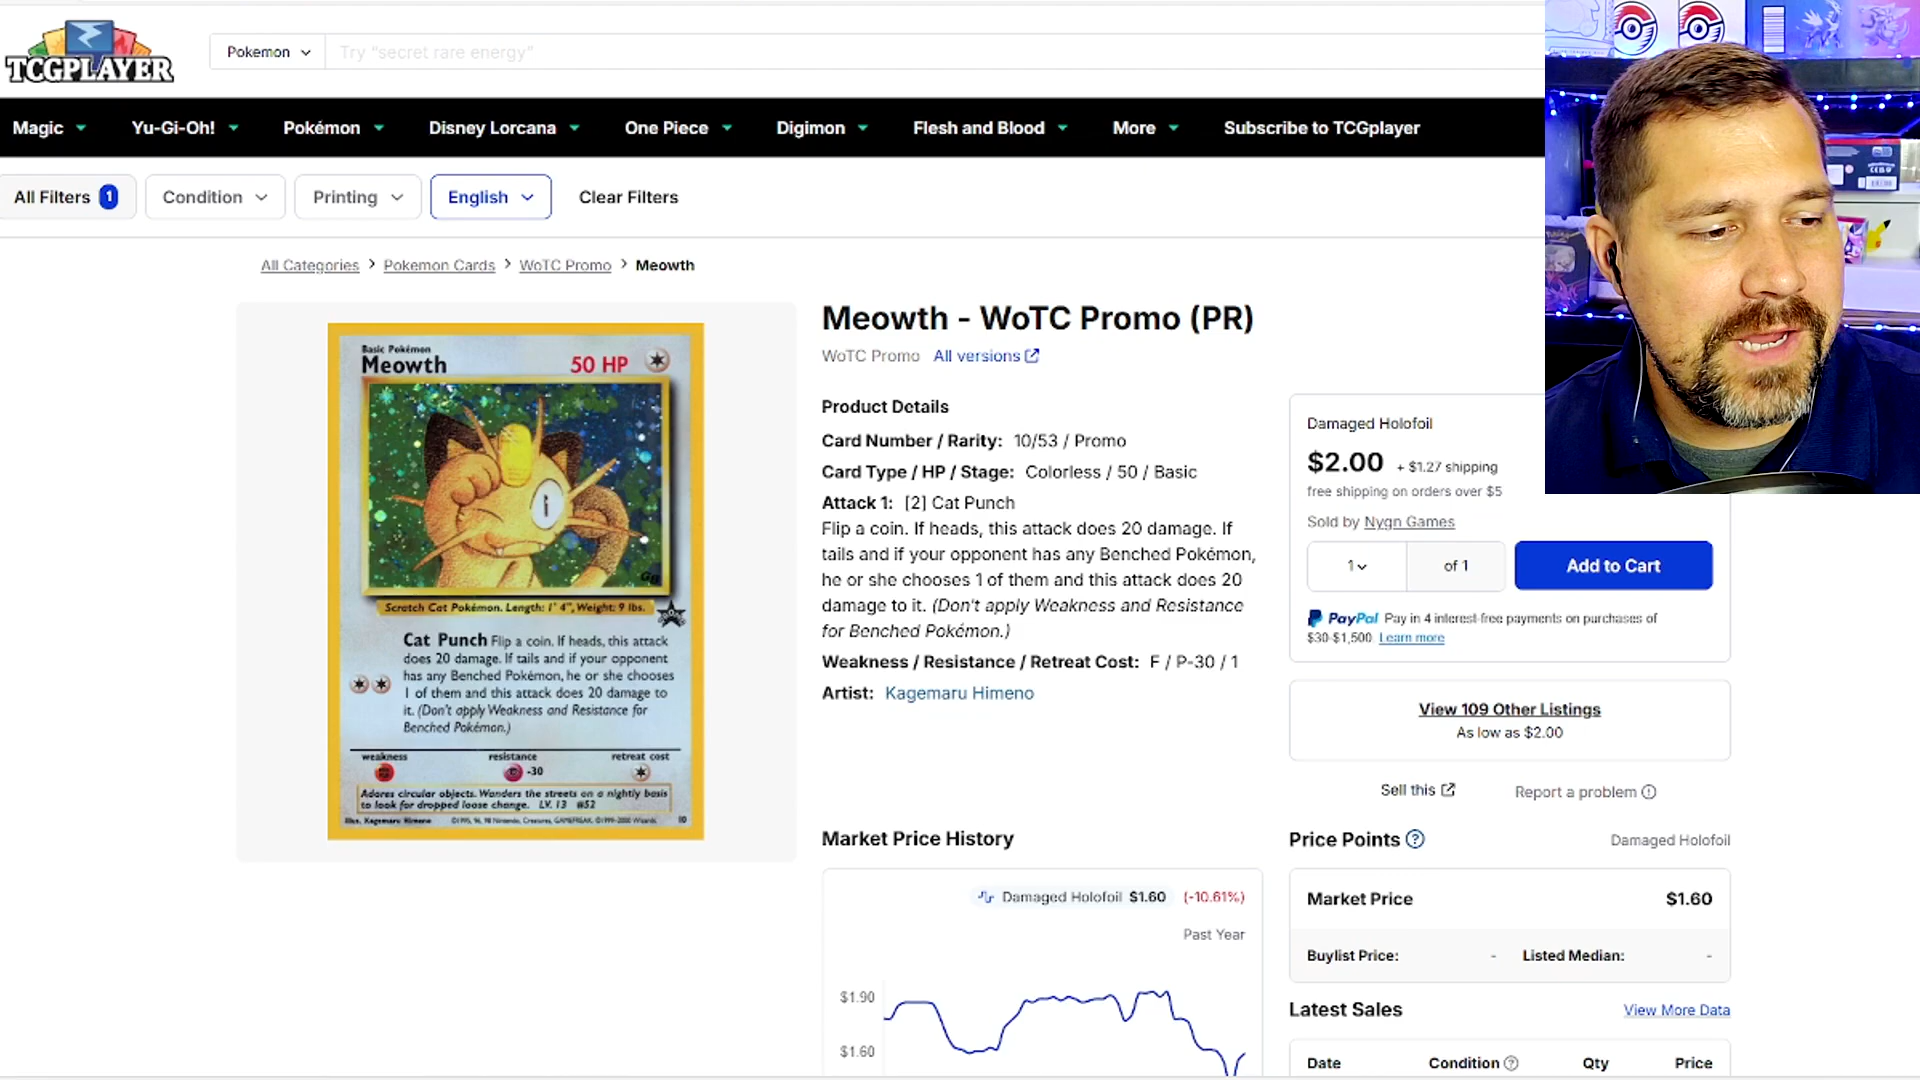 TCGPLAYER
Pokemon
Try “secret rare energy”
Magic
Yu-Gi-Oh!
Pokémon
Disney Lorcana
One Piece
Digimon
Flesh and Blood
More
Subscribe to TCGplayer
All Filters 1
Condition
Printing
English
Clear Filters
All Categories > Pokemon Cards > WoTC Promo > Meowth
Basic Pokémon
Meowth
50 HP
Scratch Cat Pokémon. Length: 1' 4", Weight: 9 lbs.
Cat Punch Flip a coin. If heads, this attack
does 20 damage. If tails and if your opponent
has any Benched Pokémon, he or she chooses
1 of them and this attack does 20 damage to
it. (Don't apply Weakness and Resistance for
Benched Pokémon.)
weakness
resistance
retreat cost
-30
Adores circular objects. Wanders the streets on a nightly basis
to look for dropped loose change. LV. 13 #52
Illus. Kagemaru Himeno
©1995, 96, 98 Nintendo, Creatures, GAMEFREAK. ©1999-2000 Wizards.
10
Meowth - WoTC Promo (PR)
WoTC Promo
All versions
Product Details
Card Number / Rarity: 10/53 / Promo
Card Type / HP / Stage: Colorless / 50 / Basic
Attack 1: [2] Cat Punch
Flip a coin. If heads, this attack does 20 damage. If
tails and if your opponent has any Benched Pokémon,
he or she chooses 1 of them and this attack does 20
damage to it. (Don't apply Weakness and Resistance
for Benched Pokémon.)
Weakness / Resistance / Retreat Cost: F / P-30 / 1
Artist: Kagemaru Himeno
Market Price History
Damaged Holofoil $1.60 (-10.61%)
Past Year
$1.90
$1.60
Damaged Holofoil
$2.00 + $1.27 shipping
free shipping on orders over $5
Sold by Nygn Games
1
of 1
Add to Cart
PayPal Pay in 4 interest-free payments on purchases of
$30-$1,500 Learn more
View 109 Other Listings
As low as $2.00
Sell this
Report a problem
Price Points
Damaged Holofoil
Market Price
$1.60
Buylist Price: -
Listed Median: -
Latest Sales
View More Data
Date
Condition
Qty
Price